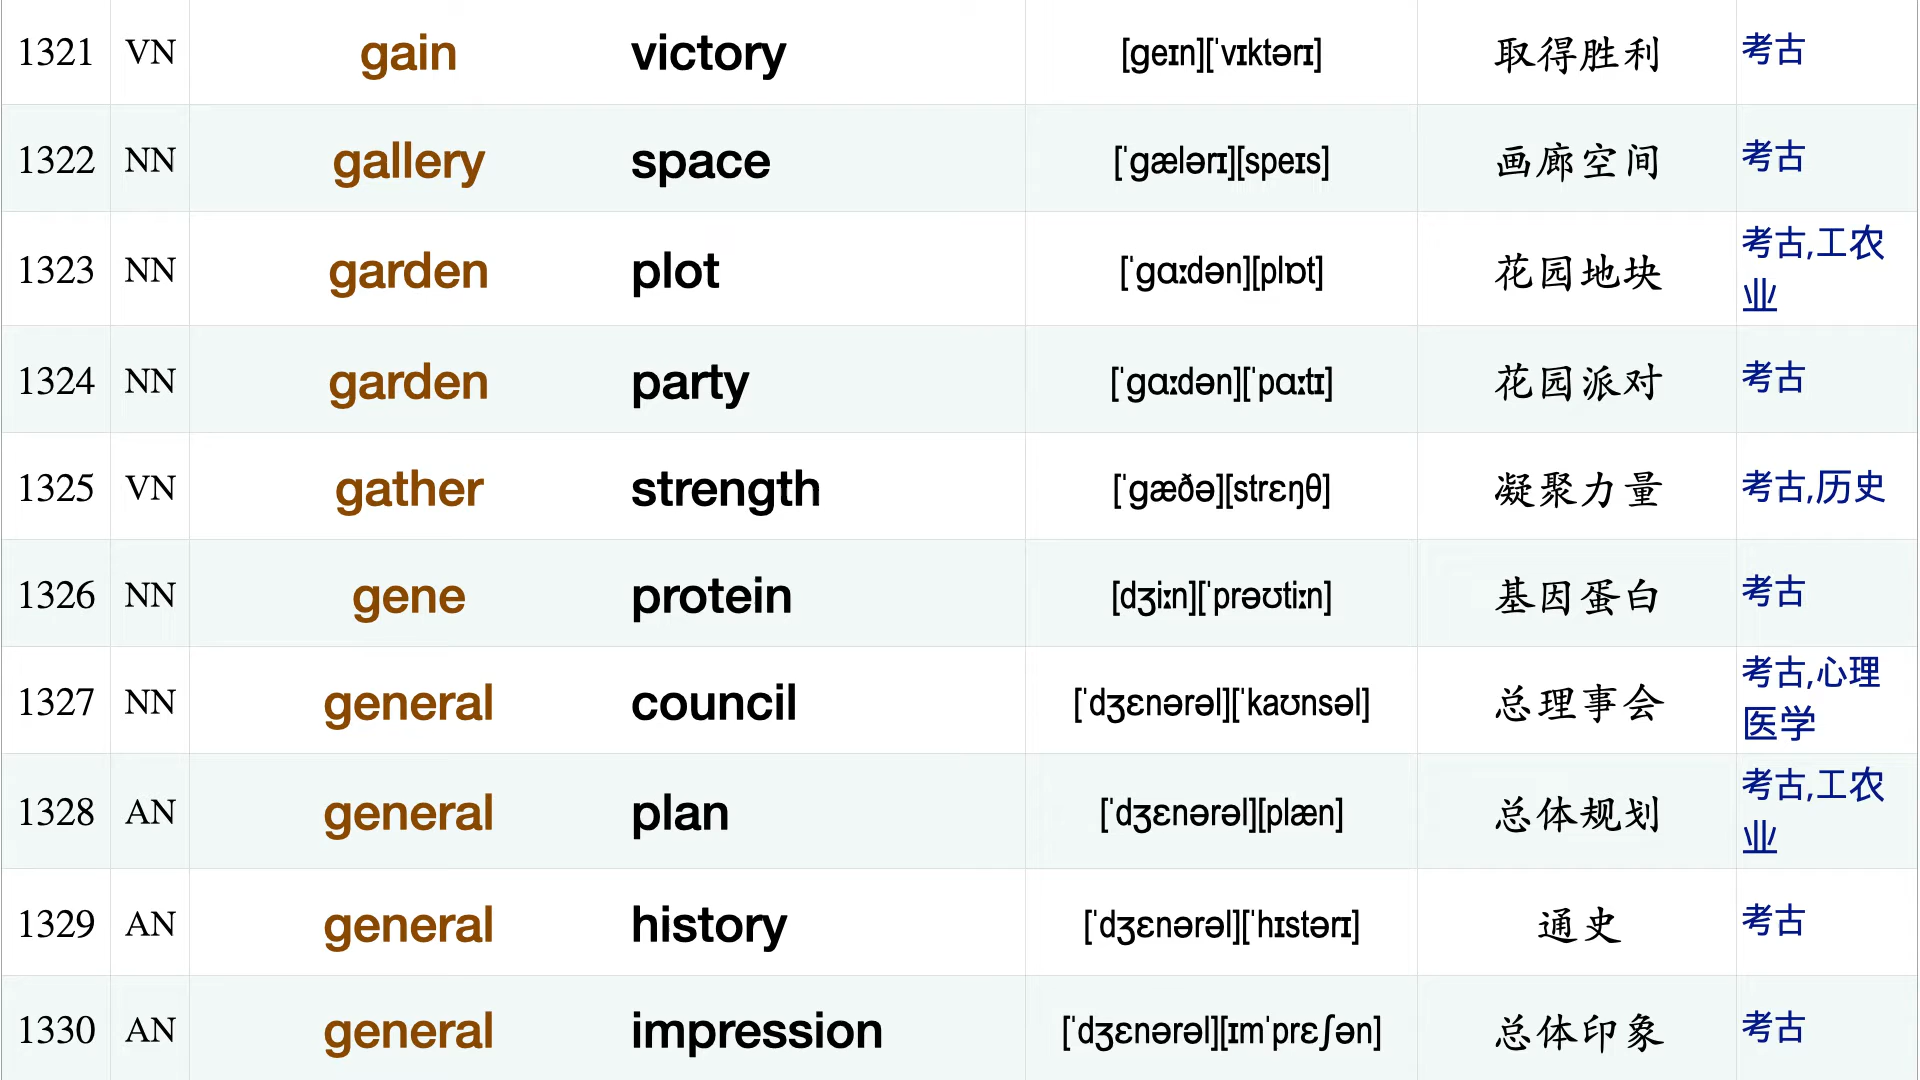 1321 VN gain victory [geɪn][ˈvɪktərɪ] 取得胜利 考古
1322 NN gallery space [ˈgælərɪ][speɪs] 画廊空间 考古
1323 NN garden plot [ˈgɑːdən][plɒt] 花园地块 考古,工农
业
1324 NN garden party [ˈgɑːdən][ˈpɑːtɪ] 花园派对 考古
1325 VN gather strength [ˈgæðə][strɛŋθ] 凝聚力量 考古,历史
1326 NN gene protein [dʒiːn][ˈprəʊtiːn] 基因蛋白 考古
1327 NN general council [ˈdʒɛnərəl][ˈkaʊnsəl] 总理事会 考古,心理
医学
1328 AN general plan [ˈdʒɛnərəl][plæn] 总体规划 考古,工农
业
1329 AN general history [ˈdʒɛnərəl][ˈhɪstərɪ] 通史 考古
1330 AN general impression [ˈdʒɛnərəl][ɪmˈprɛʃən] 总体印象 考古